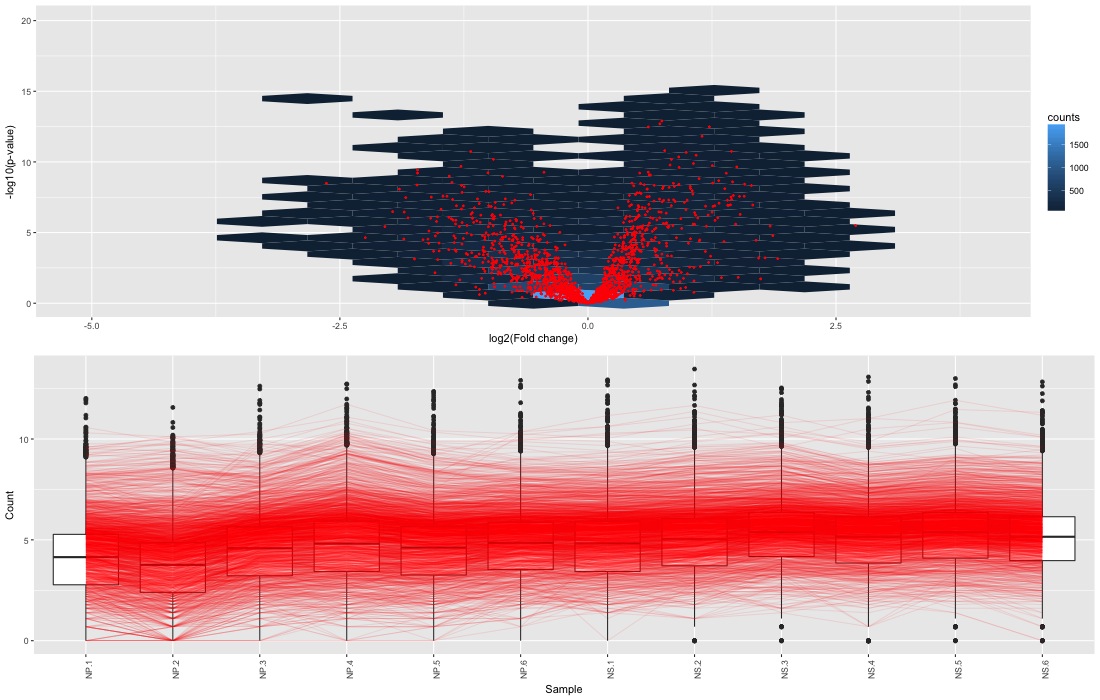 20
15
10
5
0
-log10(p-value)
-5.0
-2.5
0.0
2.5
log2(Fold change)
counts
1500
1000
500
10
5
0
Count
NP.1
NP.2
NP.3
NP.4
NP.5
NP.6
NS.1
NS.2
NS.3
NS.4
NS.5
NS.6
Sample